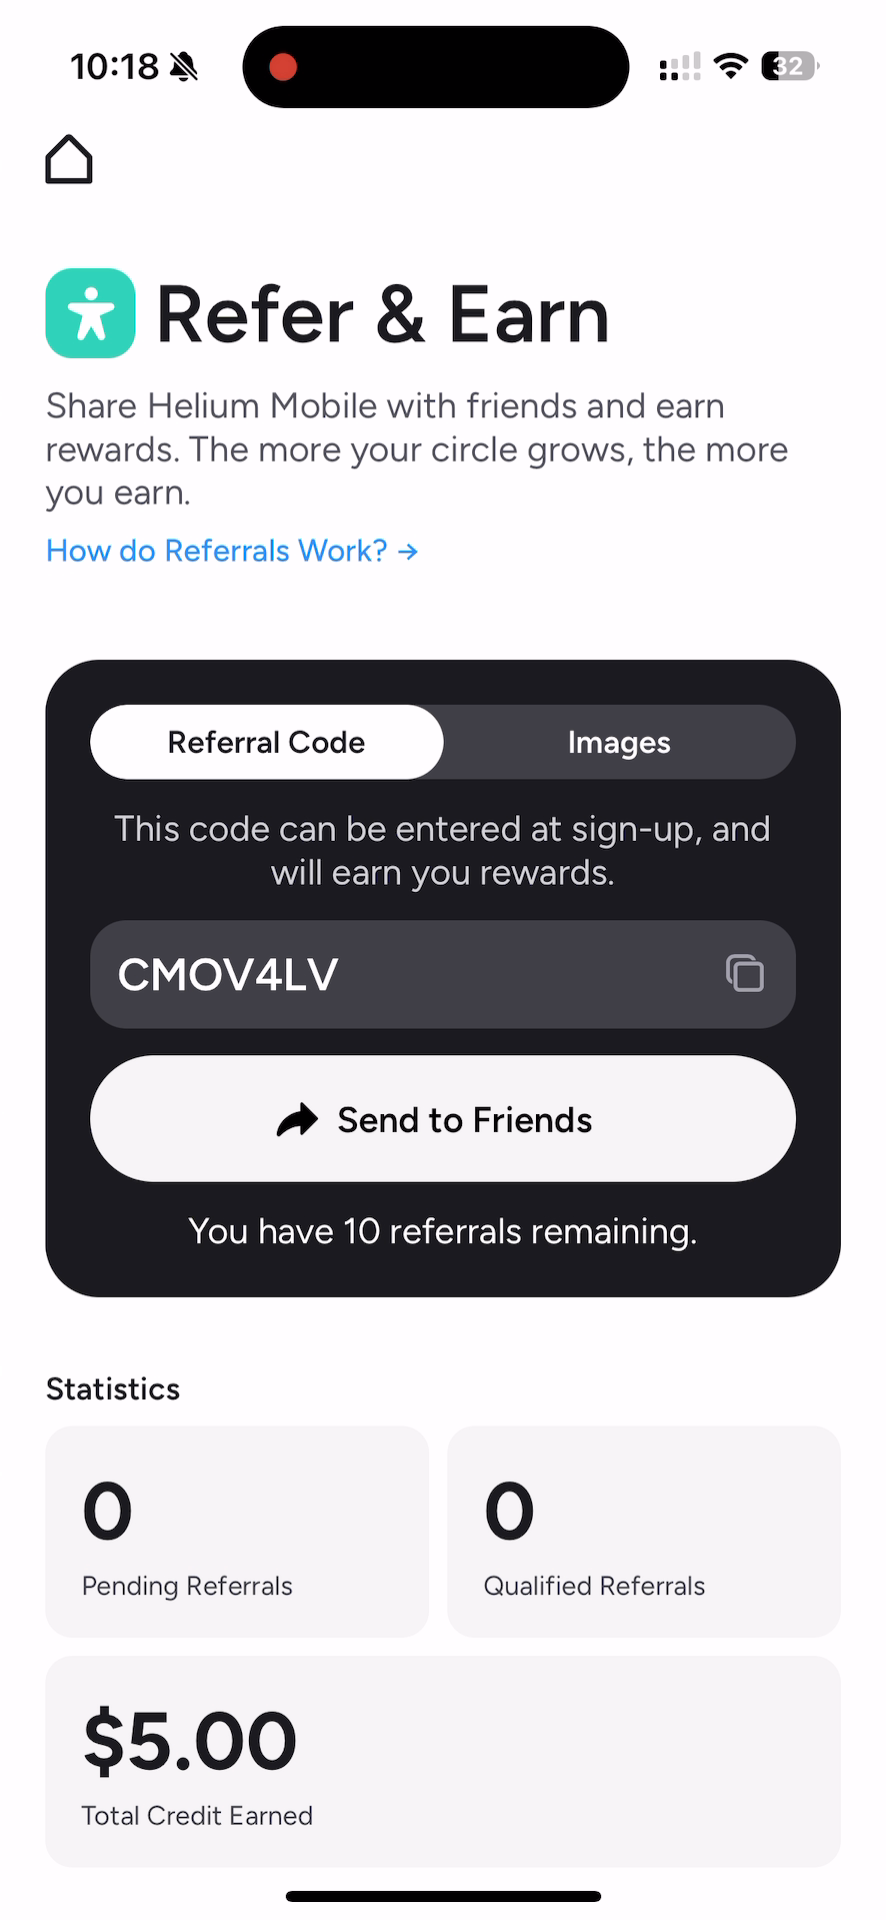 10:18
32
Refer & Earn
Share Helium Mobile with friends and earn
rewards. The more your circle grows, the more
you earn.
How do Referrals Work? →
Referral Code
Images
This code can be entered at sign-up, and
will earn you rewards.
CMOV4LV
Send to Friends
You have 10 referrals remaining.
Statistics
0
Pending Referrals
0
Qualified Referrals
$5.00
Total Credit Earned